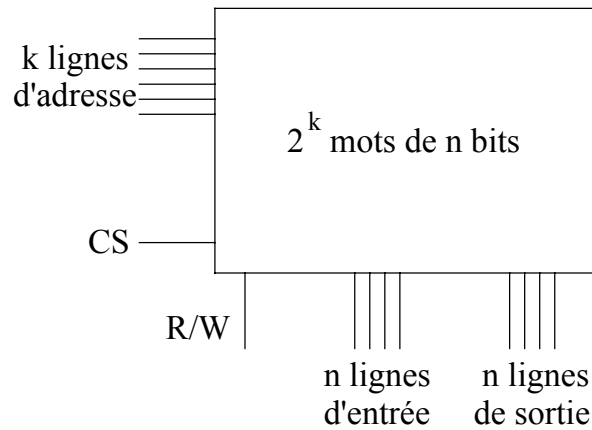 k lignes
d'adresse
2^k mots de n bits
CS
R/W
n lignes
d'entrée
n lignes
de sortie